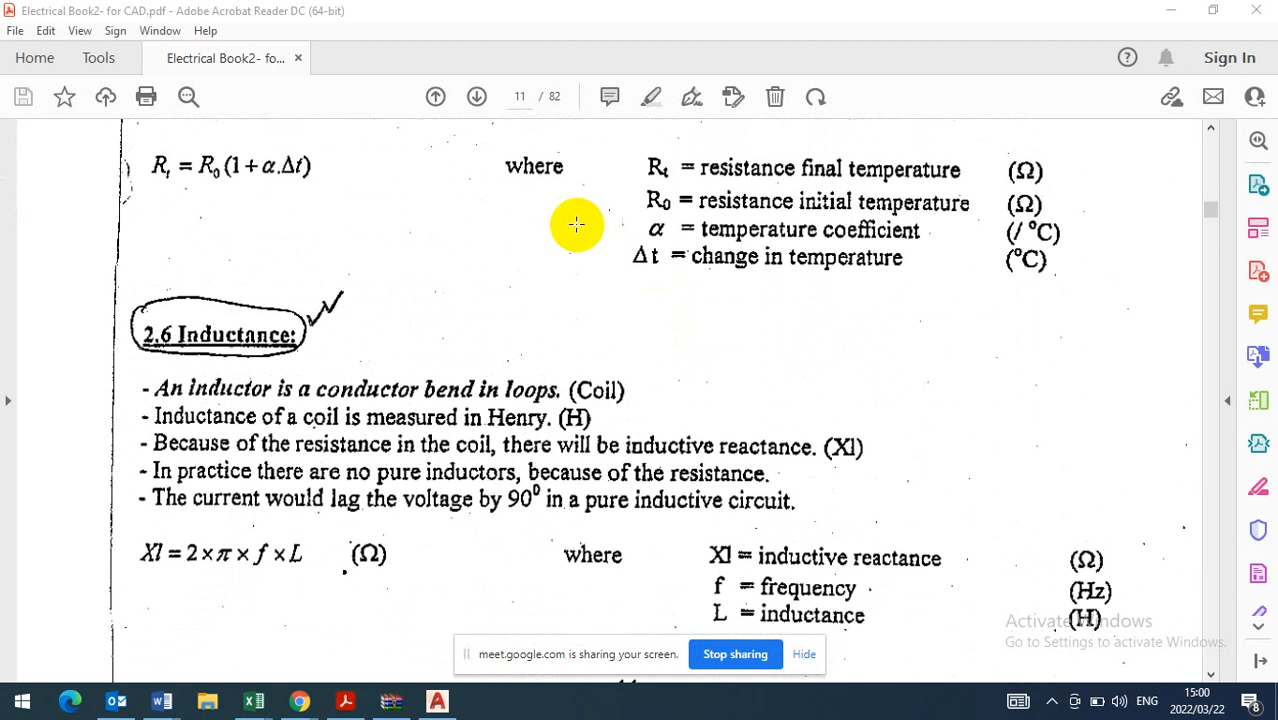 Electrical Book2- for CAD.pdf - Adobe Acrobat Reader DC (64-bit)
File Edit View Sign Window Help
Home Tools Electrical Book2- fo... × Sign In
11 / 82
Rt = R0 (1 + α.Δt) where Rt = resistance final temperature (Ω)
R0 = resistance initial temperature (Ω)
α = temperature coefficient (/ °C)
Δt = change in temperature (°C)
2.6 Inductance:
- An inductor is a conductor bend in loops. (Coil)
- Inductance of a coil is measured in Henry. (H)
- Because of the resistance in the coil, there will be inductive reactance. (Xl)
- In practice there are no pure inductors, because of the resistance.
- The current would lag the voltage by 90⁰ in a pure inductive circuit.
Xl = 2 × π × f × L (Ω) where Xl = inductive reactance (Ω)
f = frequency (Hz)
L = inductance (H)
Activate Windows
Go to Settings to activate Windows.
meet.google.com is sharing your screen. Stop sharing Hide
ENG 15:00
2022/03/22 8